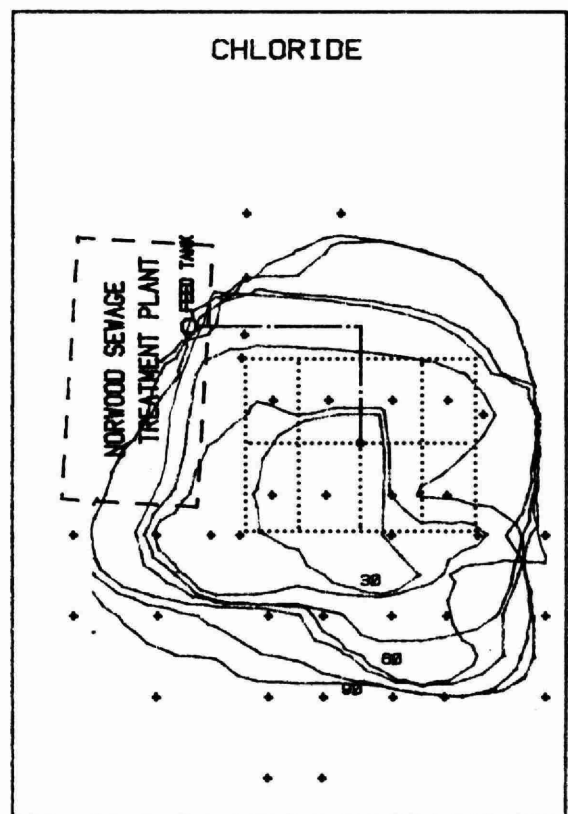 CHLORIDE
NORWOOD SEWAGE
TREATMENT PLANT
FEED TANK
30
60
90